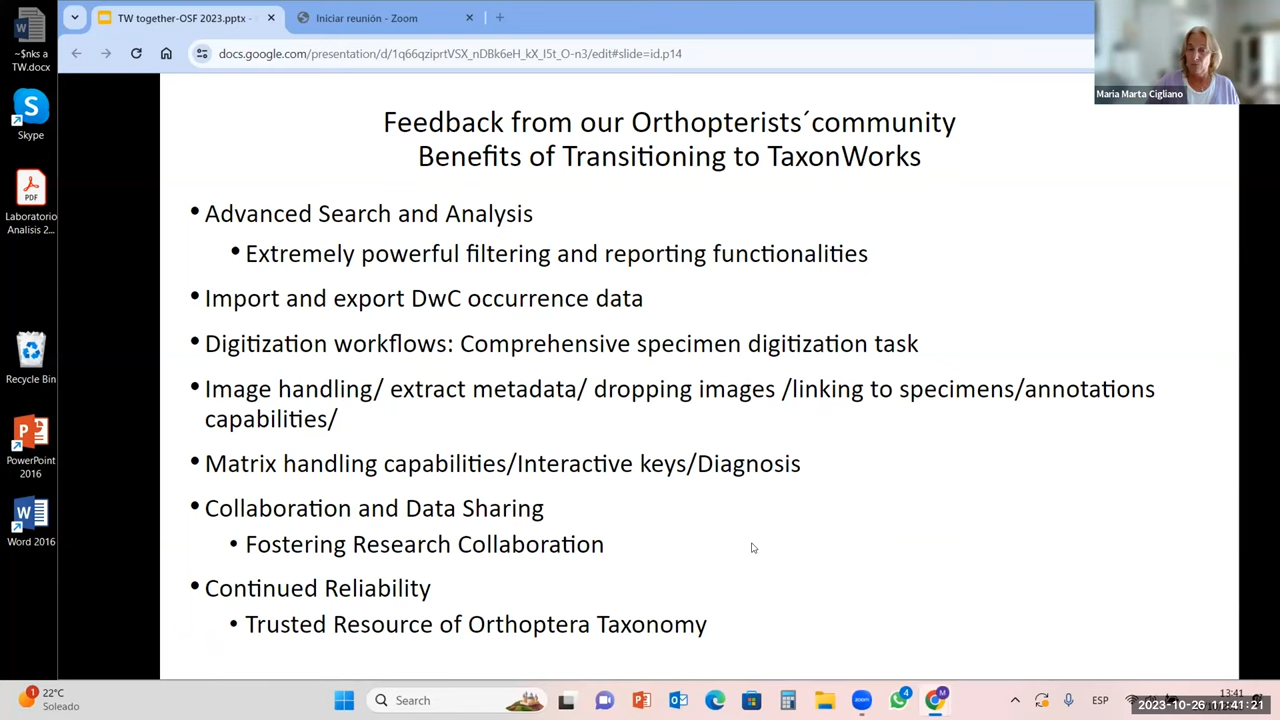 TW together-OSF 2023.pptx -
Iniciar reunión - Zoom
docs.google.com/presentation/d/1q66qziprtVSX_nDBk6eH_kX_I5t_O-n3/edit#slide=id.p14
Maria Marta Cigliano
~$nks a
TW.docx
Skype
Laboratorio
Analisis 2...
Recycle Bin
PowerPoint
2016
Word 2016
Feedback from our Orthopterists´community
Benefits of Transitioning to TaxonWorks
• Advanced Search and Analysis
• Extremely powerful filtering and reporting functionalities
• Import and export DwC occurrence data
• Digitization workflows: Comprehensive specimen digitization task
• Image handling/ extract metadata/ dropping images /linking to specimens/annotations
capabilities/
• Matrix handling capabilities/Interactive keys/Diagnosis
• Collaboration and Data Sharing
• Fostering Research Collaboration
• Continued Reliability
• Trusted Resource of Orthoptera Taxonomy
1
22°C
Soleado
Search
4
M
ESP
13:41
2023-10-26 11:41:21